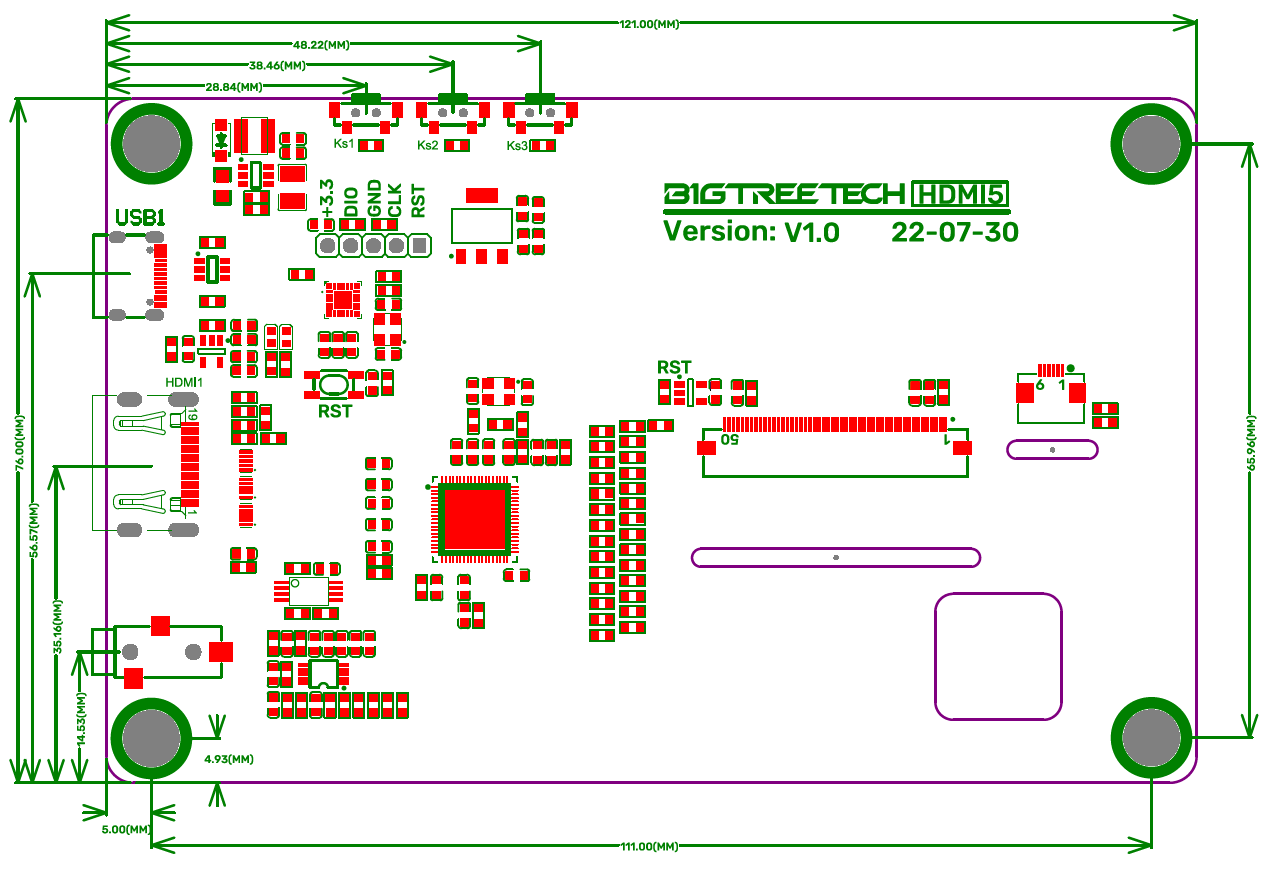 121.00(MM)
48.22(MM)
38.46(MM)
28.84(MM)
Ks1
Ks2
Ks3
+3.3
DIO
GND
CLK
RST
BIGTREETECH HDMI5
Version: V1.0 22-07-30
USB1
HDMI1
19
1
RST
RST
50
1
6 1
76.00(MM)
56.57(MM)
35.16(MM)
14.53(MM)
65.96(MM)
4.93(MM)
5.00(MM)
111.00(MM)